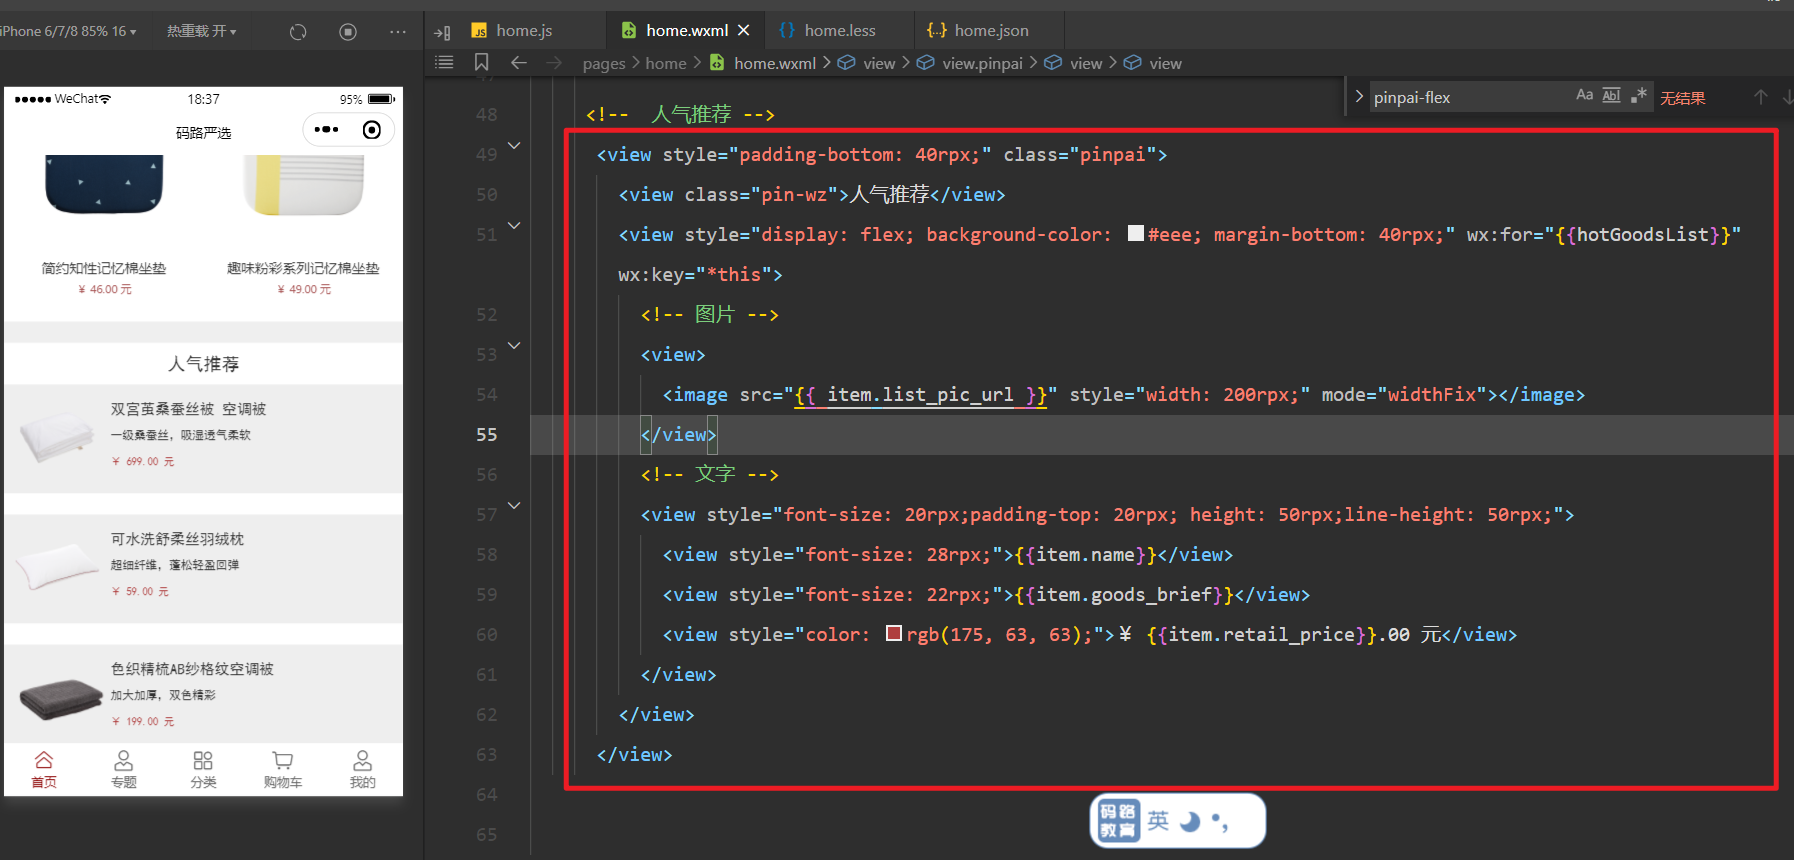 iPhone 6/7/8 85% 16 ▾
热重载 开 ▾
home.js
home.wxml
home.less
home.json
pages > home > home.wxml > view > view.pinpai > view > view
pinpai-flex
Aa
Abl
无结果
WeChat
18:37
95%
码路严选
简约知性记忆棉坐垫
¥ 46.00 元
趣味粉彩系列记忆棉坐垫
¥ 49.00 元
人气推荐
双宫茧桑蚕丝被 空调被
一级桑蚕丝，吸湿透气柔软
¥ 699.00 元
可水洗舒柔丝羽绒枕
超细纤维，蓬松轻盈回弹
¥ 59.00 元
色织精梳AB纱格纹空调被
加大加厚，双色精彩
¥ 199.00 元
首页
专题
分类
购物车
我的
47
48 <!--  人气推荐 -->
49 <view style="padding-bottom: 40rpx;" class="pinpai">
50 <view class="pin-wz">人气推荐</view>
51 <view style="display: flex; background-color: #eee; margin-bottom: 40rpx;" wx:for="{{hotGoodsList}}"
wx:key="*this">
52 <!-- 图片 -->
53 <view>
54 <image src="{{ item.list_pic_url }}" style="width: 200rpx;" mode="widthFix"></image>
55 </view>
56 <!-- 文字 -->
57 <view style="font-size: 20rpx;padding-top: 20rpx; height: 50rpx;line-height: 50rpx;">
58 <view style="font-size: 28rpx;">{{item.name}}</view>
59 <view style="font-size: 22rpx;">{{item.goods_brief}}</view>
60 <view style="color: rgb(175, 63, 63);">¥ {{item.retail_price}}.00 元</view>
61 </view>
62 </view>
63 </view>
64
65
码路
教育
英